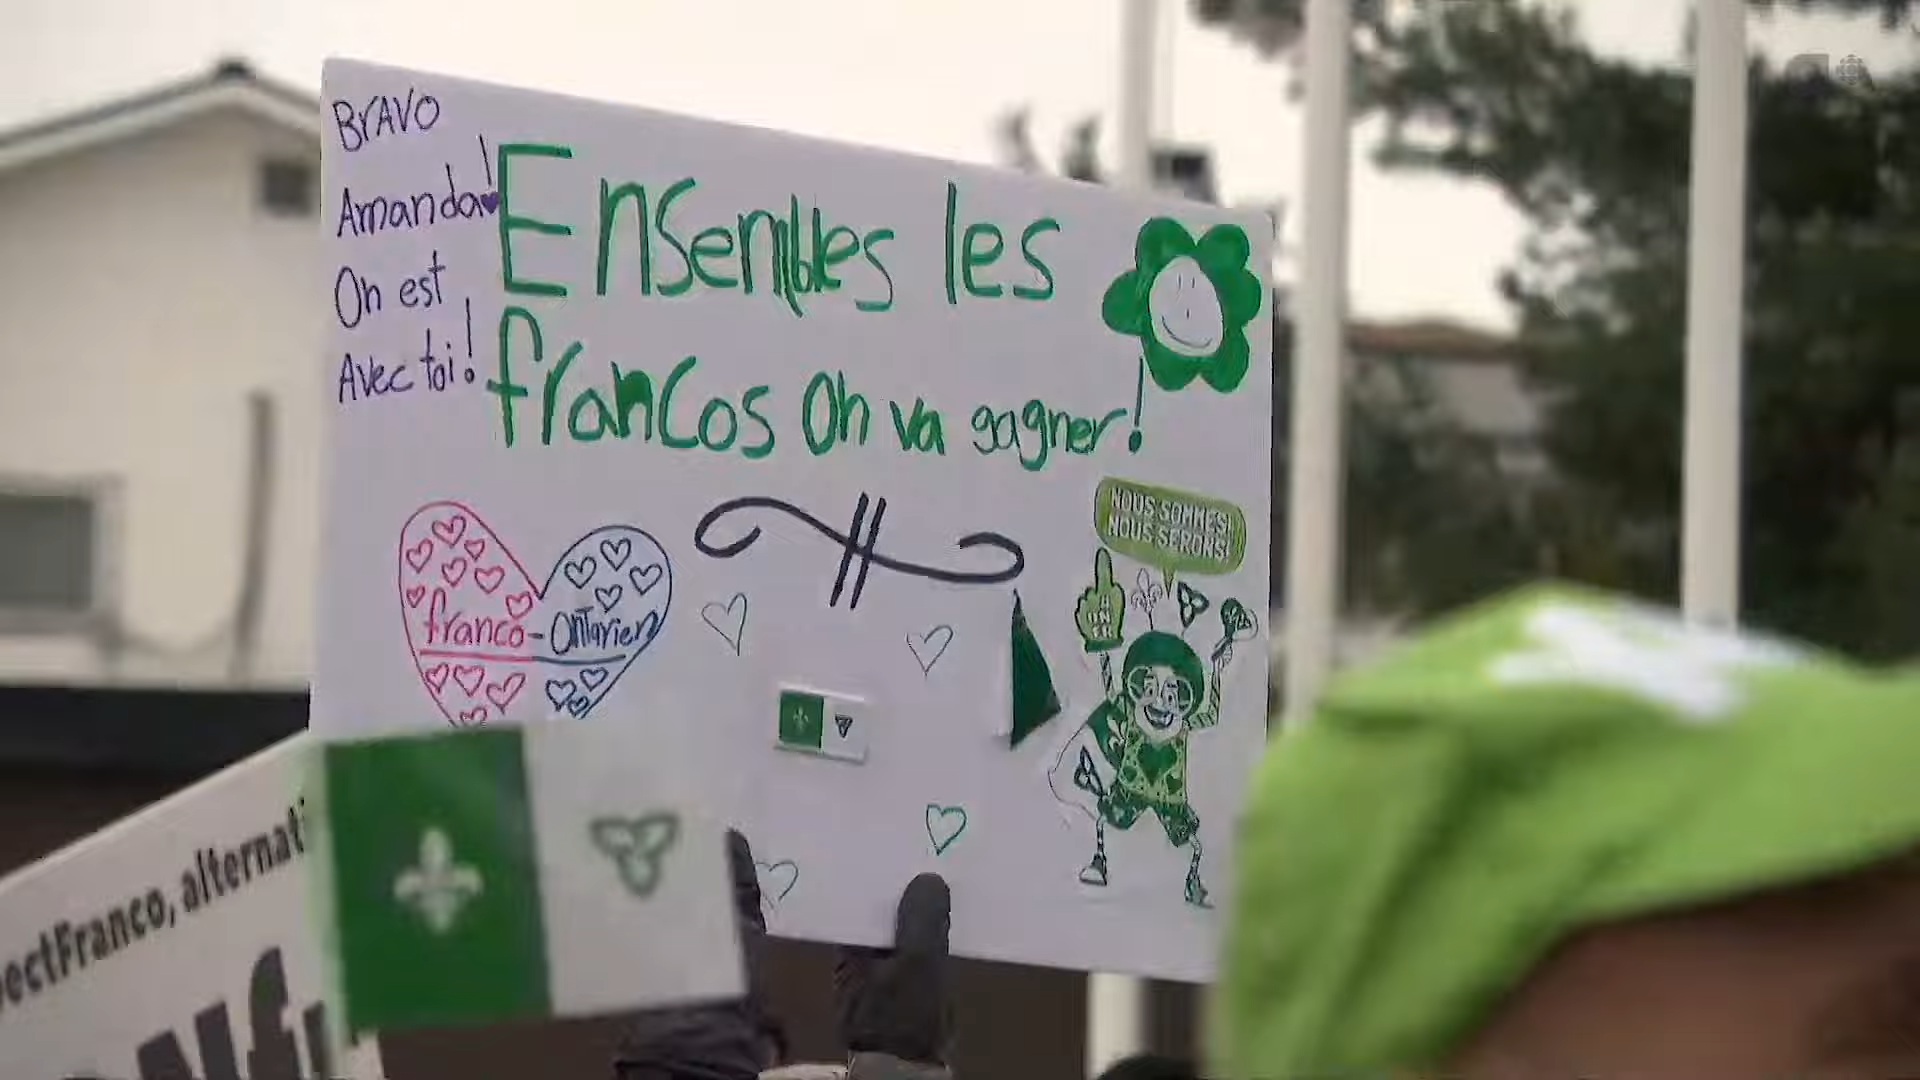 BrAVO
Amanda!
On est
Avec toi!
Ensembles les
francos On va gagner!
NOUS SOMMES!
NOUS SERONS!
franco-Ontarien
pectFranco, alternati